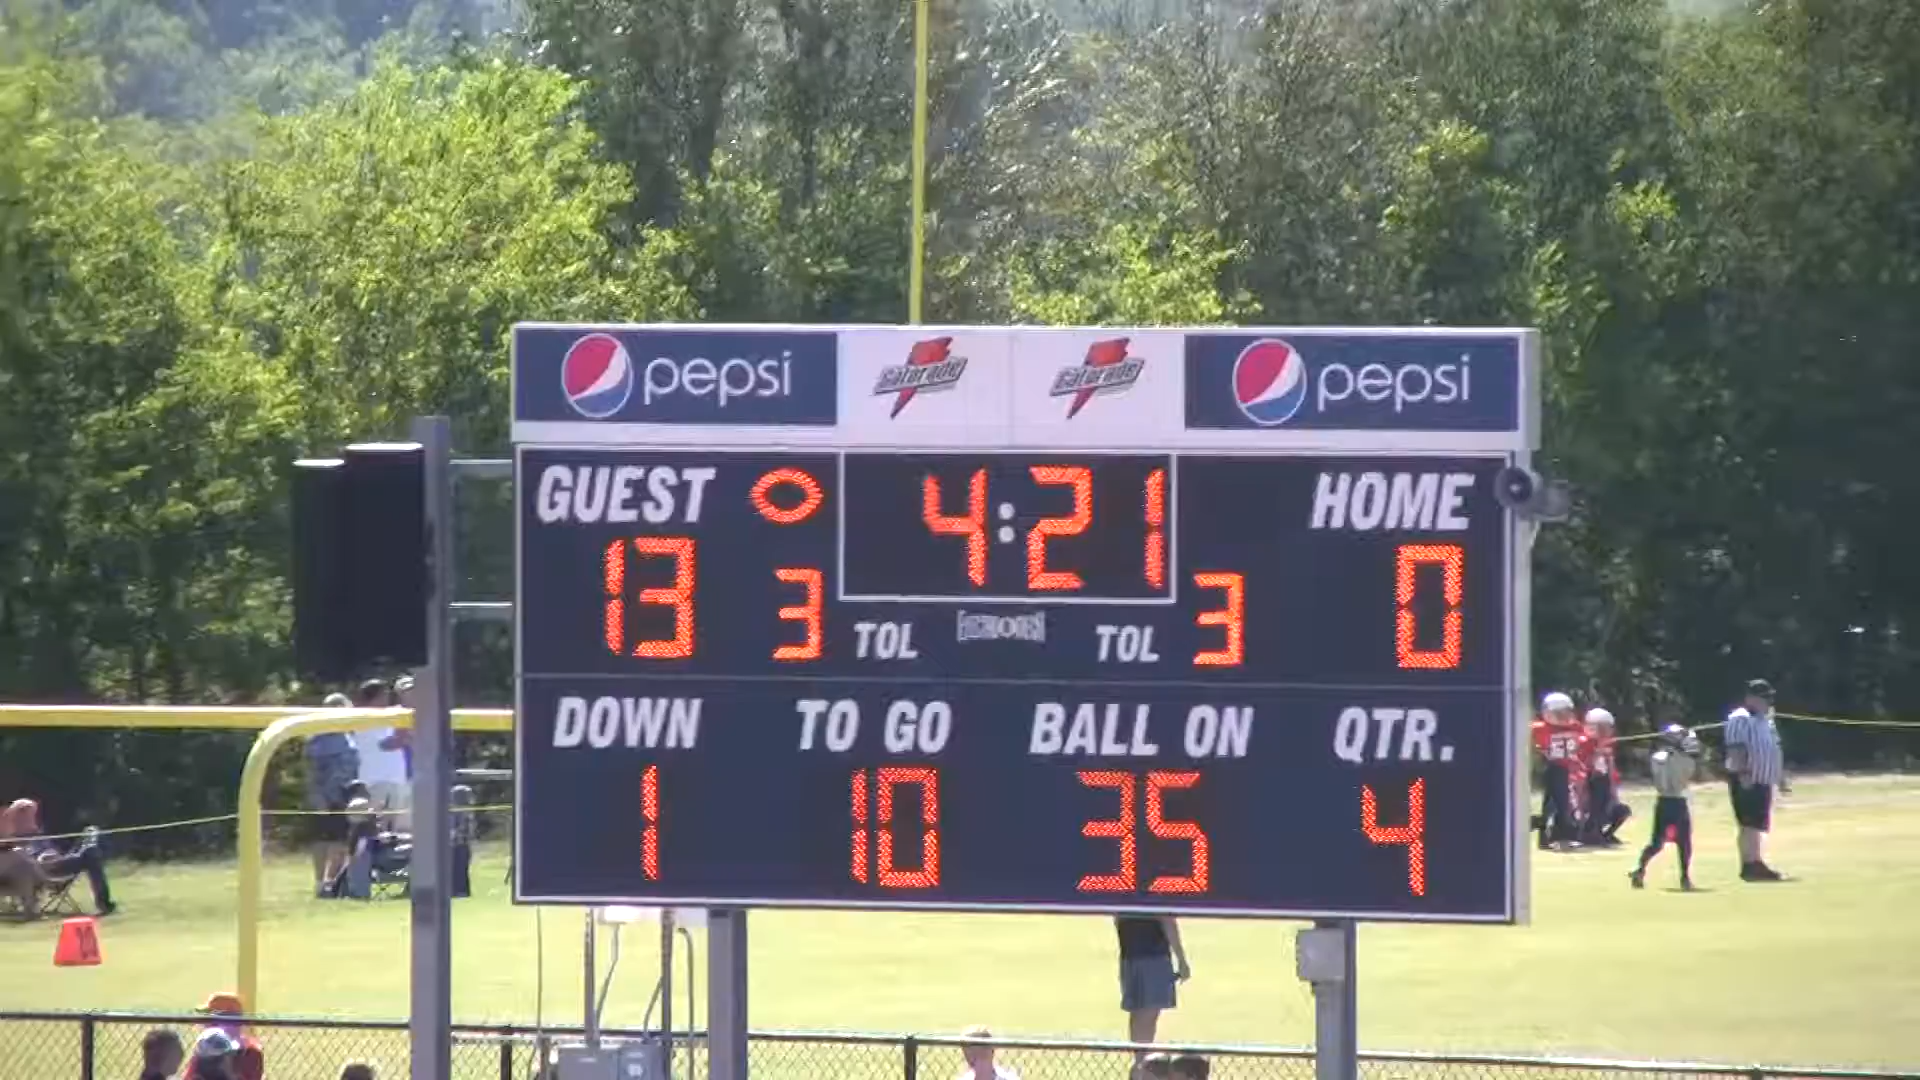 pepsi Gatorade Gatorade pepsi
GUEST 4:21 HOME
13 3 TOL TOL 3 0
DOWN TO GO BALL ON QTR.
1 10 35 4